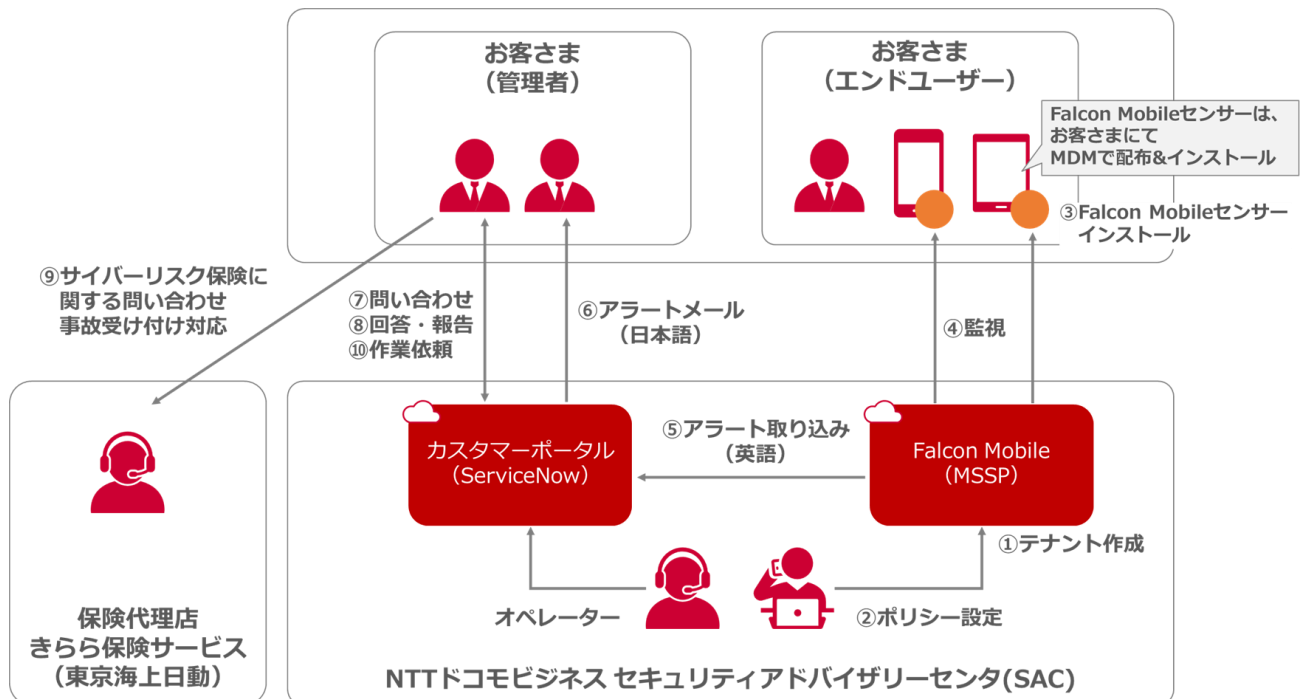 お客さま
（管理者）
お客さま
（エンドユーザー）
Falcon Mobileセンサーは、
お客さまにて
MDMで配布&インストール
③Falcon Mobileセンサー
インストール
⑨サイバーリスク保険に
関する問い合わせ
事故受け付け対応
⑦問い合わせ
⑧回答・報告
⑩作業依頼
⑥アラートメール
（日本語）
④監視
カスタマーポータル
（ServiceNow）
⑤アラート取り込み
（英語）
Falcon Mobile
（MSSP）
①テナント作成
オペレーター
②ポリシー設定
保険代理店
きらら保険サービス
（東京海上日動）
NTTドコモビジネス セキュリティアドバイザリーセンタ(SAC)